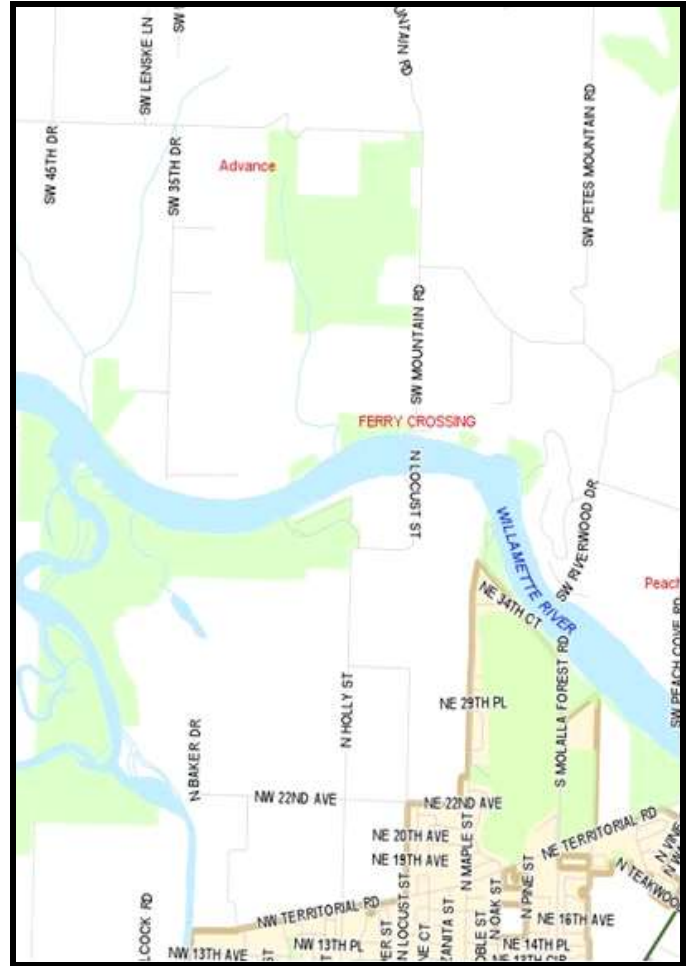 SW LENSKE LN
SW
SW 45TH DR
SW 35TH DR
Advance
SW PETES MOUNTAIN RD
SW MOUNTAIN RD
FERRY CROSSING
N LOCUST ST
WILLAMETTE RIVER
SW RIVERWOOD DR
NE 34TH CT
SW PEACH COVE RD
S MOLALLA FOREST RD
NE 29TH PL
N HOLLY ST
N BAKER DR
NW 22ND AVE
NE 22ND AVE
NE 20TH AVE
NE 19TH AVE
N MAPLE ST
NE TERRITORIAL RD
N PINE ST
N OAK ST
N LOCUST ST
NW TERRITORIAL RD
NE 16TH AVE
NW 13TH AVE
NW 13TH PL
NE 14TH PL